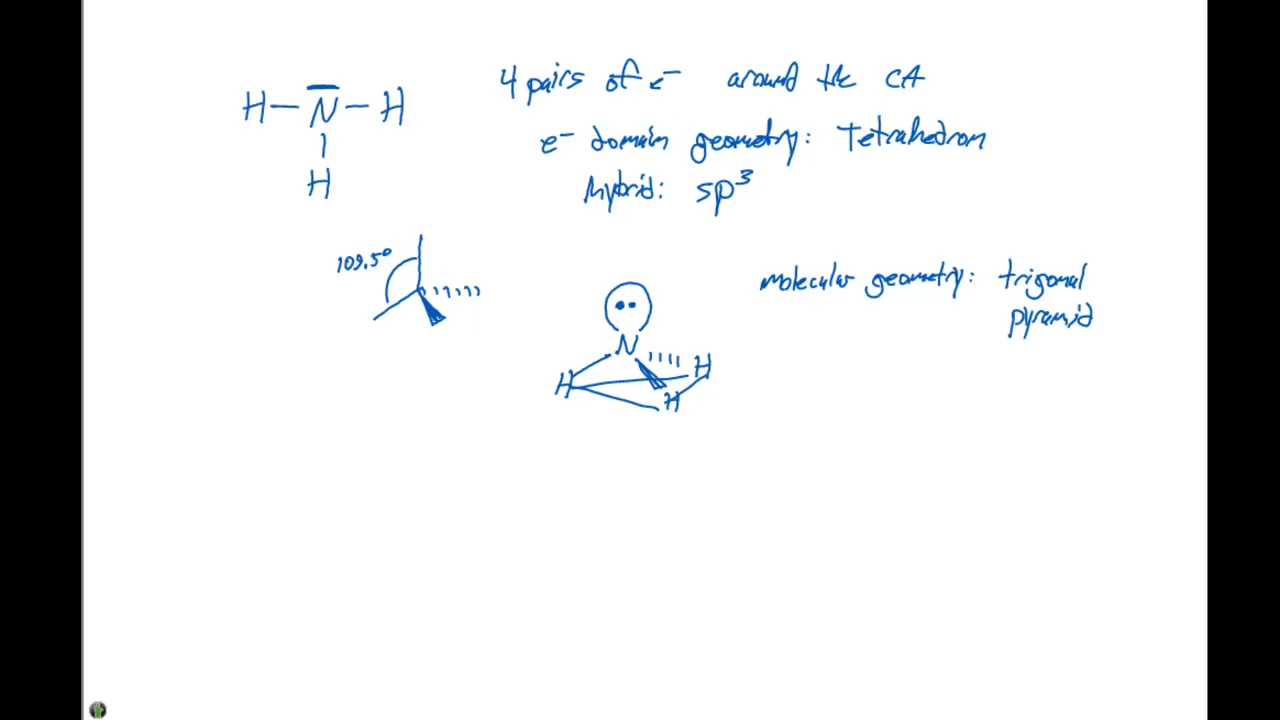 4 pairs of e⁻ around the CA
H—N̅—H
e⁻ domain geometry: Tetrahedron
H
hybrid: sp³
109.5°
molecular geometry: trigonal
pyramid
N
H
H
H